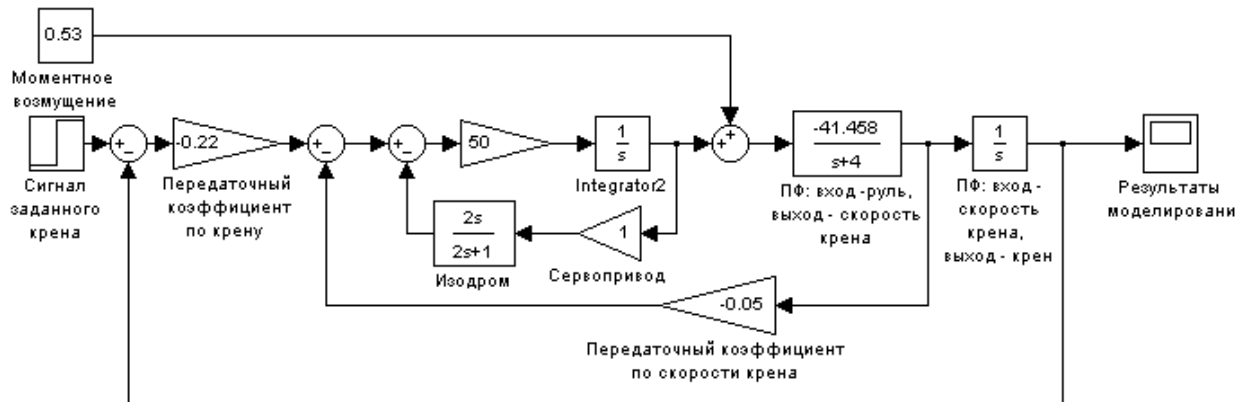 0.53
Моментное
возмущение
Сигнал
заданного
крена
-0.22
Передаточный
коэффициент
по крену
50
1
s
Integrator2
-41.458
s+4
ПФ: вход -руль,
выход - скорость
крена
1
s
ПФ: вход -
скорость
крена,
выход - крен
Результаты
моделировани
2s
2s+1
Изодром
1
Сервопривод
-0.05
Передаточный коэффициент
по скорости крена